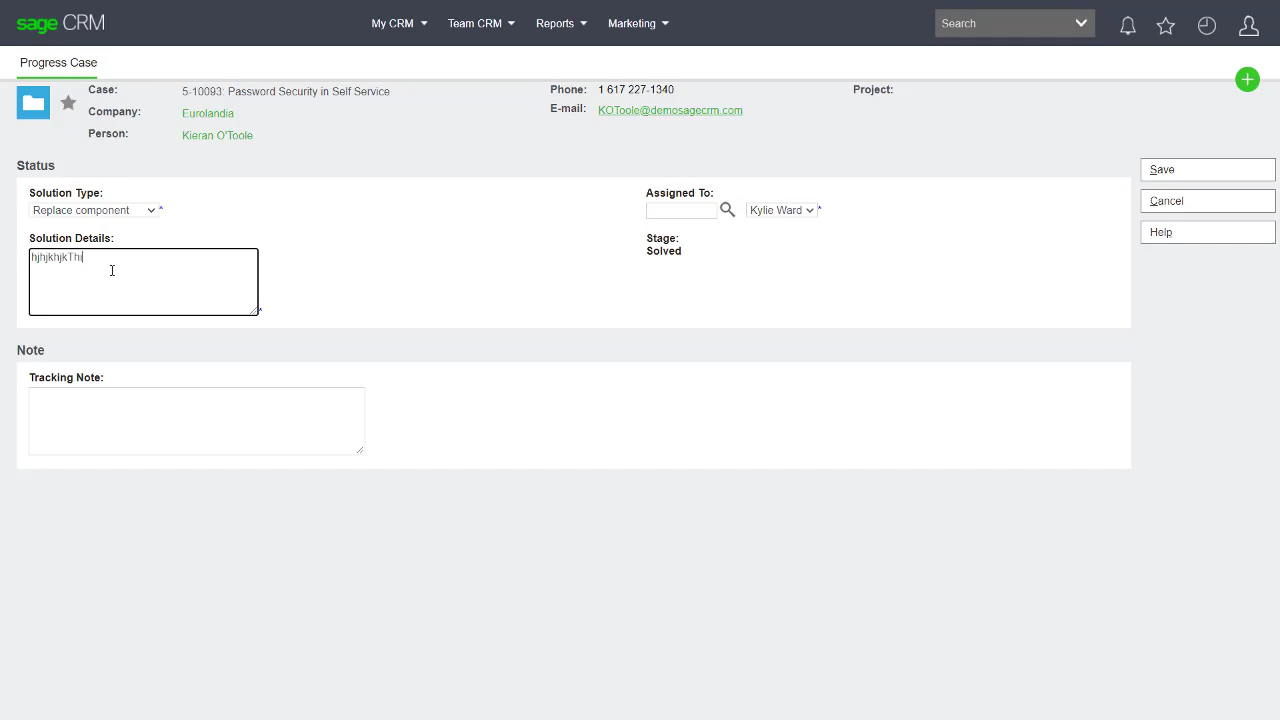 sage CRM
My CRM
Team CRM
Reports
Marketing
Search
Progress Case
Case: 5-10093: Password Security in Self Service
Company: Eurolandia
Person: Kieran O'Toole
Phone: 1 617 227-1340
E-mail: KOToole@demosagecrm.com
Project:
Status
Solution Type:
Replace component *
Assigned To:
Kylie Ward *
Solution Details:
hjhjkhjkThi
*
Stage:
Solved
Note
Tracking Note:
Save
Cancel
Help